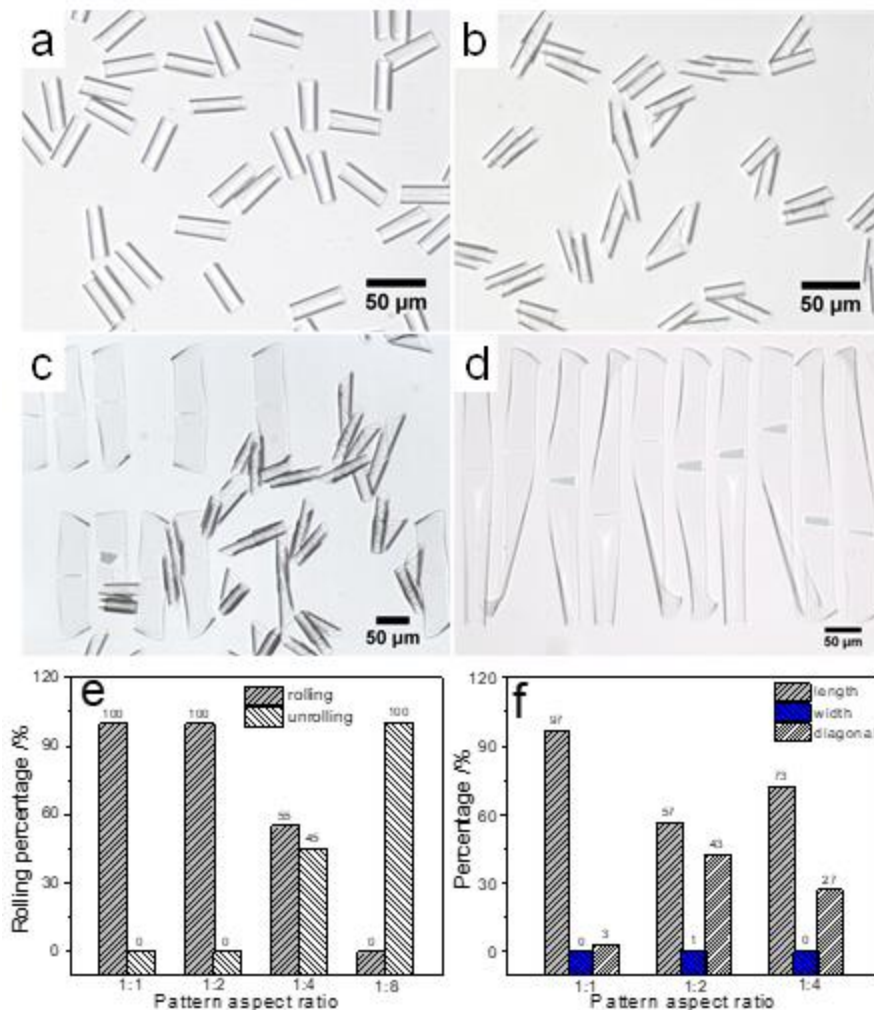 a
b
50 µm
50 µm
c
d
50 µm
50 µm
e
120
90
60
30
0
Rolling percentage /%
rolling
unrolling
100
0
100
0
55
45
0
100
1:1
1:2
1:4
1:8
Pattern aspect ratio
f
120
90
60
30
0
Percentage /%
length
width
diagonal
97
0
3
57
1
43
73
0
27
1:1
1:2
1:4
Pattern aspect ratio